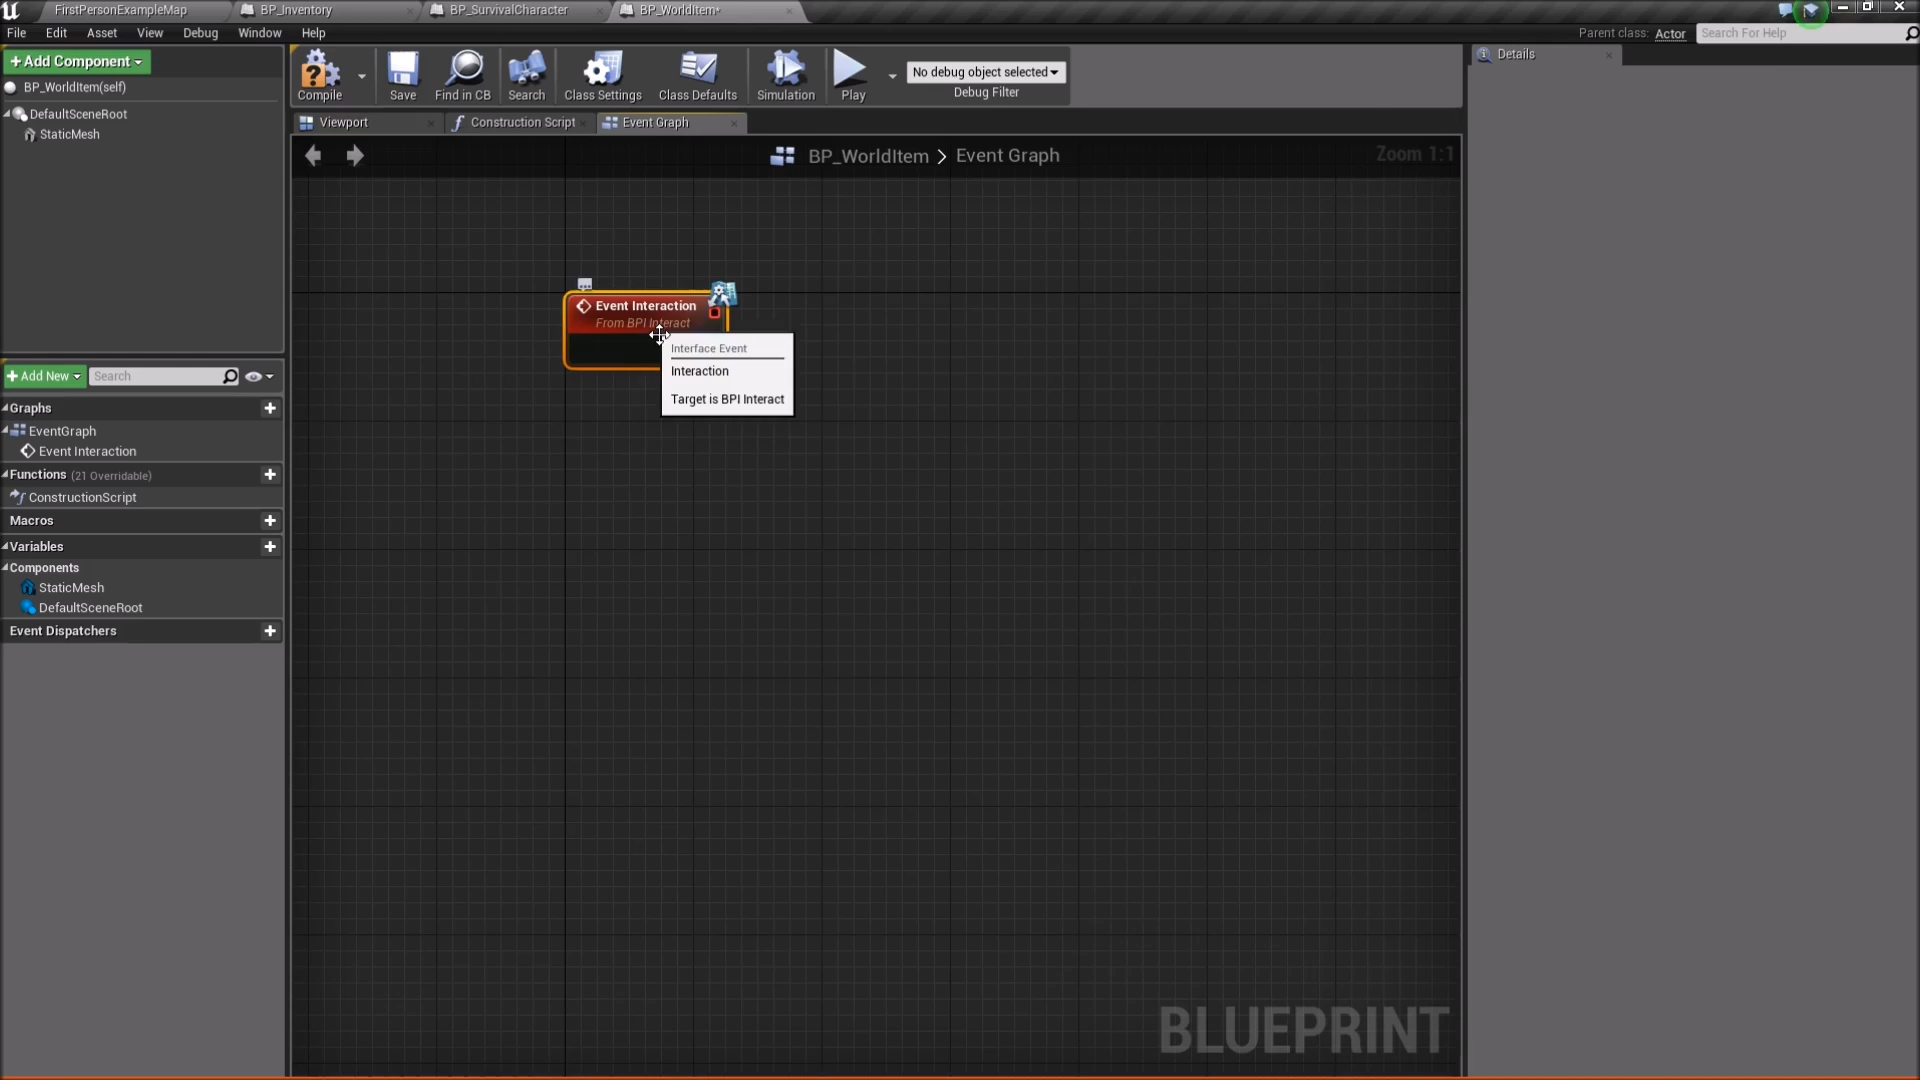 FirstPersonExampleMap
BP_Inventory
BP_SurvivalCharacter
BP_WorldItem*
File Edit Asset View Debug Window Help
Parent class: Actor
Search For Help
+Add Component
BP_WorldItem(self)
DefaultSceneRoot
StaticMesh
Compile
Save
Find in CB
Search
Class Settings
Class Defaults
Simulation
Play
No debug object selected
Debug Filter
Details
Viewport
Construction Script
Event Graph
BP_WorldItem > Event Graph
Zoom 1:1
Event Interaction
From BPI Interact
Interface Event
Interaction
Target is BPI Interact
+Add New
Search
Graphs
EventGraph
Event Interaction
Functions (21 Overridable)
ConstructionScript
Macros
Variables
Components
StaticMesh
DefaultSceneRoot
Event Dispatchers
BLUEPRINT